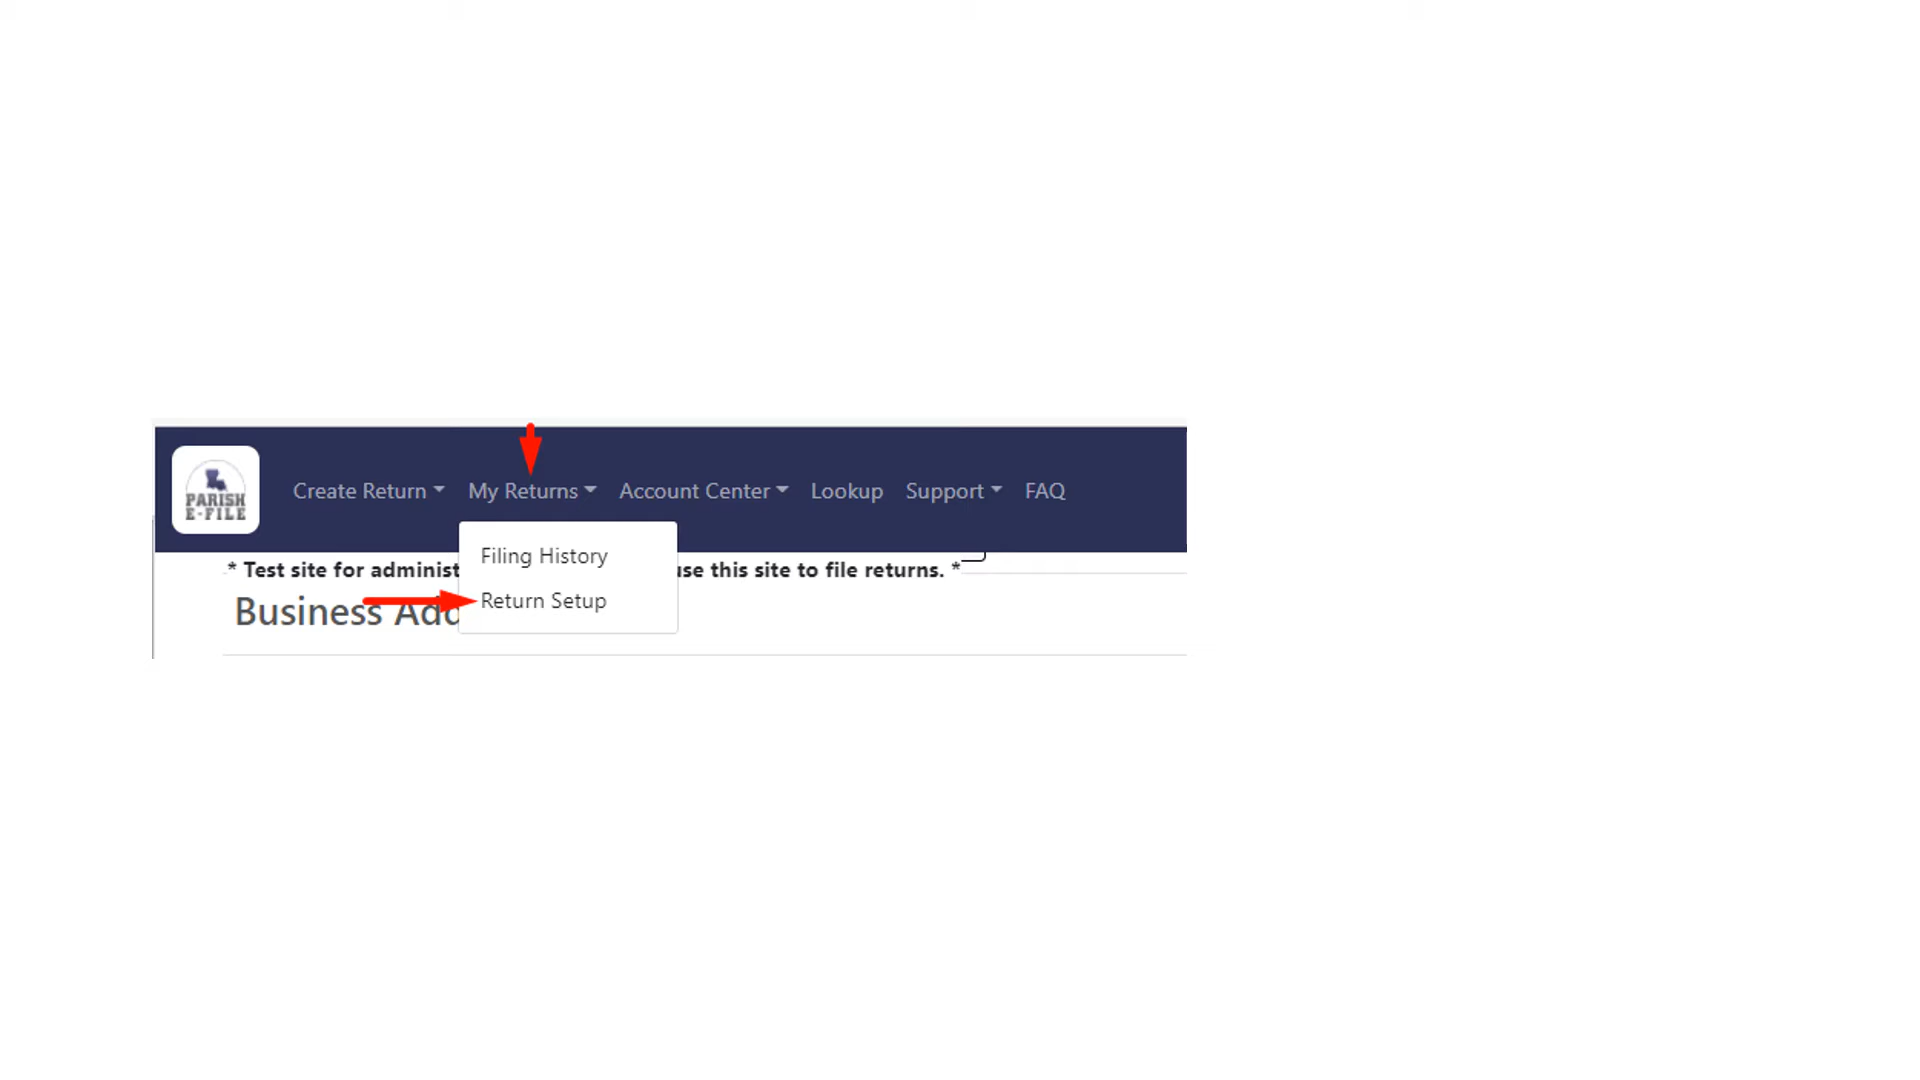 PARISH
E-FILE
Create Return My Returns Account Center Lookup Support FAQ
Filing History
* Test site for administ use this site to file returns. *
Return Setup
Business Add